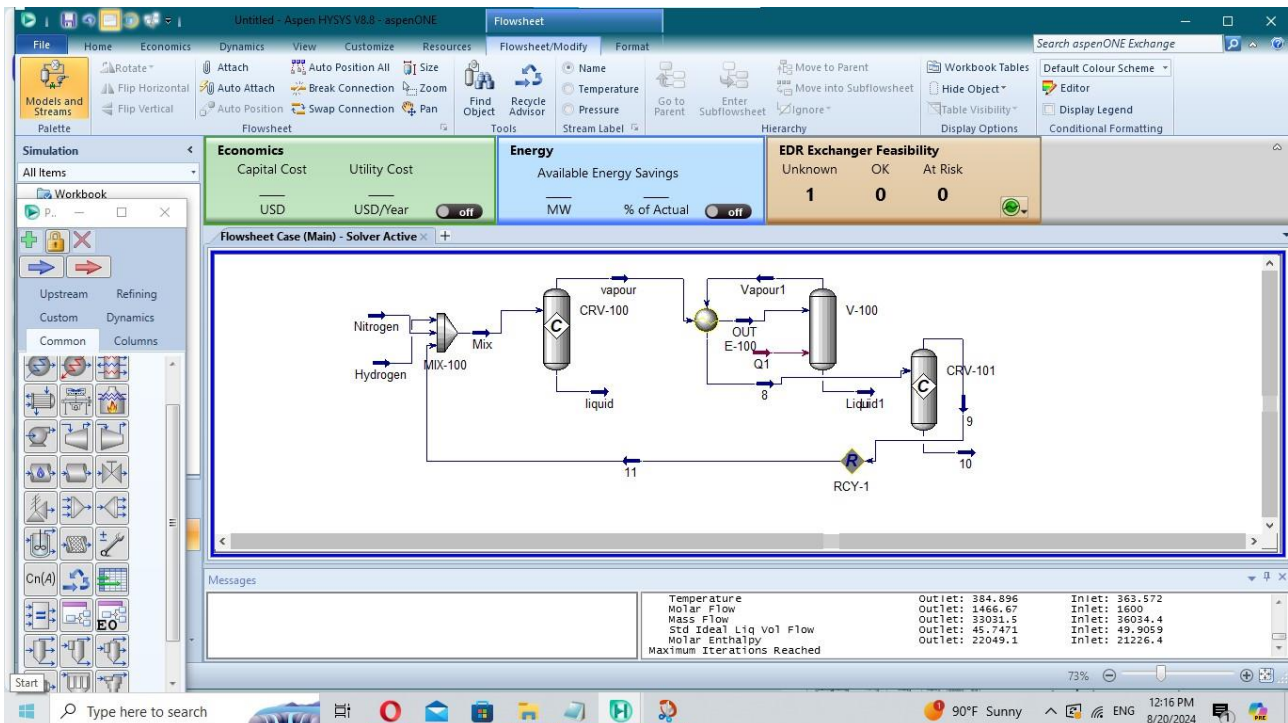 Untitled - Aspen HYSYS V8.8 - aspenONE
Flowsheet
File
Home
Economics
Dynamics
View
Customize
Resources
Flowsheet/Modify
Format
Search aspenONE Exchange
Models and Streams
Rotate
Flip Horizontal
Flip Vertical
Palette
Attach
Auto Attach
Auto Position
Auto Position All
Break Connection
Swap Connection
Size
Zoom
Pan
Flowsheet
Find Object
Recycle Advisor
Tools
Name
Temperature
Pressure
Stream Label
Go to Parent
Enter Subflowsheet
Move to Parent
Move into Subflowsheet
Ignore
Hierarchy
Workbook Tables
Hide Object
Table Visibility
Display Options
Default Colour Scheme
Editor
Display Legend
Conditional Formatting
Simulation
All Items
Workbook
P..
Upstream Refining
Custom Dynamics
Common Columns
Cn(A)
EO
Start
Economics
Capital Cost Utility Cost
USD USD/Year off
Energy
Available Energy Savings
MW % of Actual off
EDR Exchanger Feasibility
Unknown OK At Risk
1 0 0
Flowsheet Case (Main) - Solver Active
Nitrogen
Hydrogen
MIX-100
Mix
C
CRV-100
vapour
liquid
OUT
E-100
Q1
8
Vapour1
V-100
C
CRV-101
9
10
R
RCY-1
11
Messages
Temperature Outlet: 384.896 Inlet: 363.572
Molar Flow Outlet: 1466.67 Inlet: 1600
Mass Flow Outlet: 33031.5 Inlet: 36034.4
Std Ideal Liq Vol Flow Outlet: 45.7471 Inlet: 49.9059
Molar Enthalpy Outlet: 22049.1 Inlet: 21226.4
Maximum Iterations Reached
73%
Type here to search
90°F Sunny
ENG
12:16 PM
8/20/2024